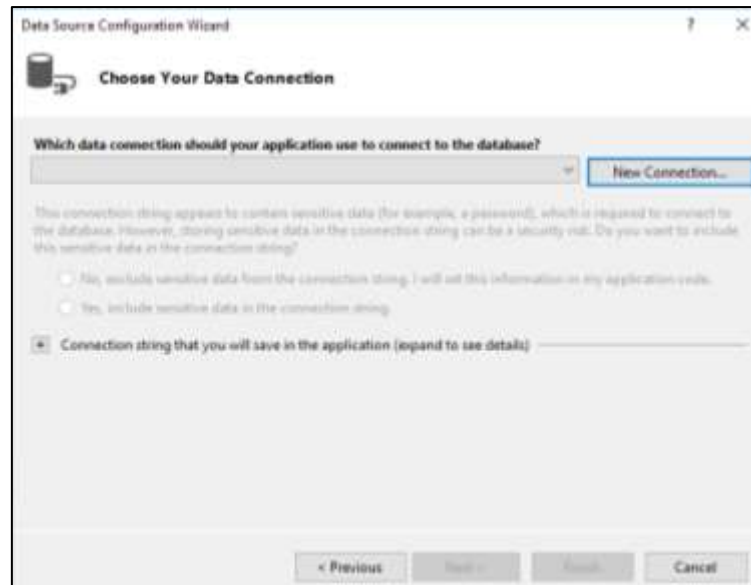 Data Source Configuration Wizard
?
Choose Your Data Connection
Which data connection should your application use to connect to the database?
New Connection...
This connection string appears to contain sensitive data (for example, a password), which is required to connect to
the database. However, storing sensitive data in the connection string can be a security risk. Do you want to include
this sensitive data in the connection string?
No, exclude sensitive data from the connection string. I will set this information in my application code.
Yes, include sensitive data in the connection string.
+ Connection string that you will save in the application (expand to see details)
< Previous Next > Finish Cancel